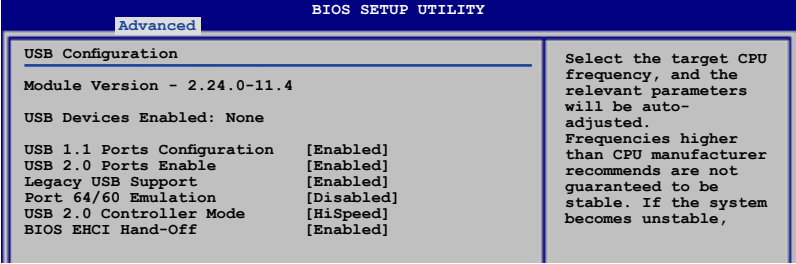 BIOS SETUP UTILITY
Advanced
USB Configuration
Module Version - 2.24.0-11.4
USB Devices Enabled: None
USB 1.1 Ports Configuration [Enabled]
USB 2.0 Ports Enable [Enabled]
Legacy USB Support [Enabled]
Port 64/60 Emulation [Disabled]
USB 2.0 Controller Mode [HiSpeed]
BIOS EHCI Hand-Off [Enabled]
Select the target CPU
frequency, and the
relevant parameters
will be auto-
adjusted.
Frequencies higher
than CPU manufacturer
recommends are not
guaranteed to be
stable. If the system
becomes unstable,